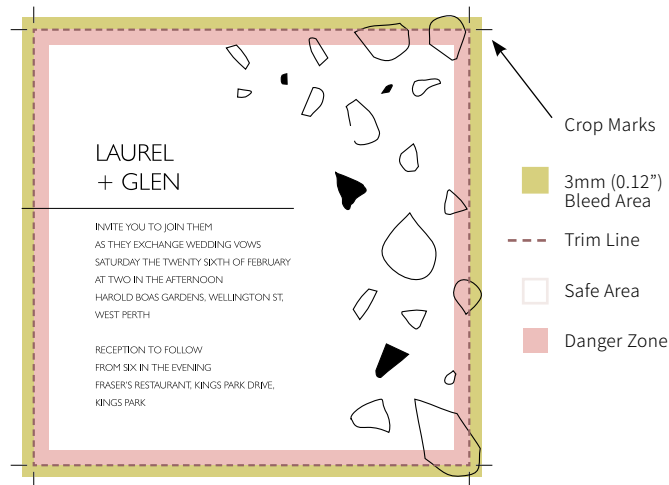 LAUREL
+ GLEN
INVITE YOU TO JOIN THEM
AS THEY EXCHANGE WEDDING VOWS
SATURDAY THE TWENTY SIXTH OF FEBRUARY
AT TWO IN THE AFTERNOON
HAROLD BOAS GARDENS, WELLINGTON ST,
WEST PERTH
RECEPTION TO FOLLOW
FROM SIX IN THE EVENING
FRASER'S RESTAURANT, KINGS PARK DRIVE,
KINGS PARK
Crop Marks
3mm (0.12”)
Bleed Area
Trim Line
Safe Area
Danger Zone